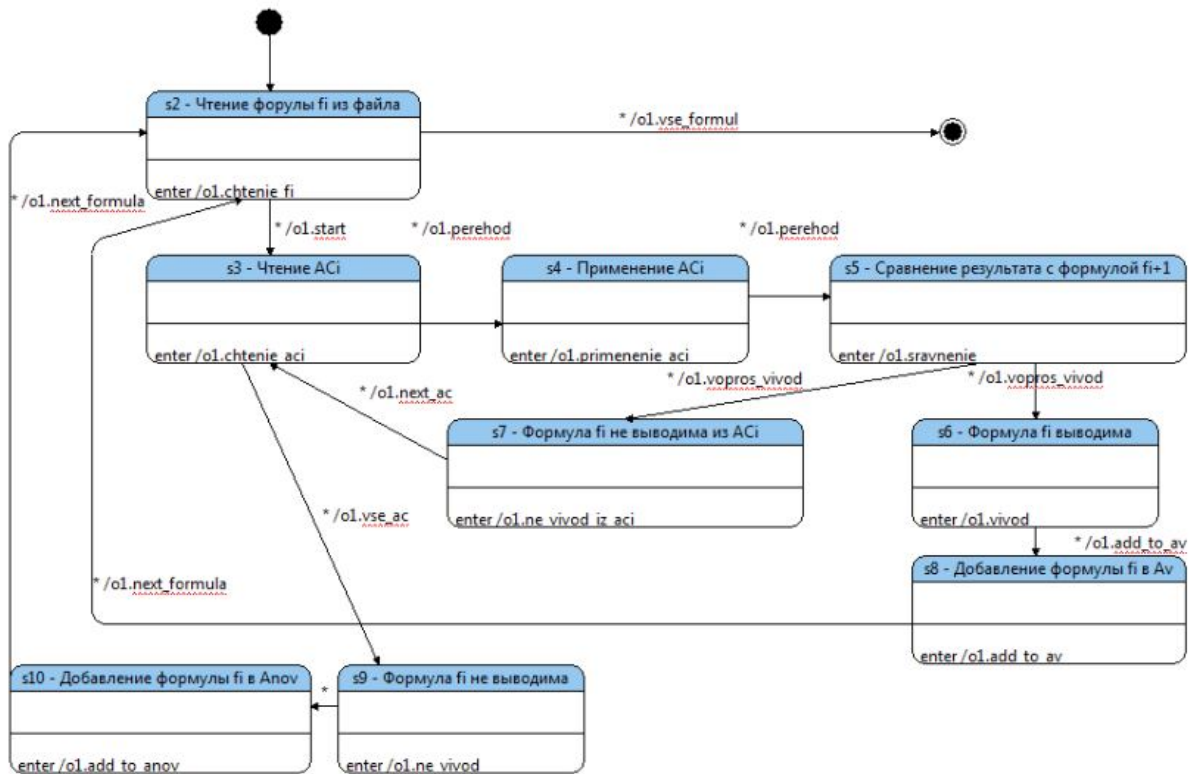 s2 - Чтение форулы fi из файла
* /o1.vse_formul
enter /o1.chtenie_fi
* /o1.next_formula
* /o1.start
* /o1.perehod
* /o1.perehod
s3 - Чтение ACi
s4 - Применение ACi
s5 - Сравнение результата с формулой fi+1
enter /o1.chtenie_aci
enter /o1.primenenie_aci
enter /o1.sravnenie
* /o1.next_ac
* /o1.vopros_vivod
* /o1.vopros_vivod
s7 - Формула fi не выводима из ACi
s6 - Формула fi выводима
* /o1.vse_ac
enter /o1.ne_vivod_iz_aci
enter /o1.vivod
* /o1.add_to_av
* /o1.next_formula
s8 - Добавление формулы fi в Av
enter /o1.add_to_av
s10 - Добавление формулы fi в Anov
*
s9 - Формула fi не выводима
enter /o1.add_to_anov
enter /o1.ne_vivod